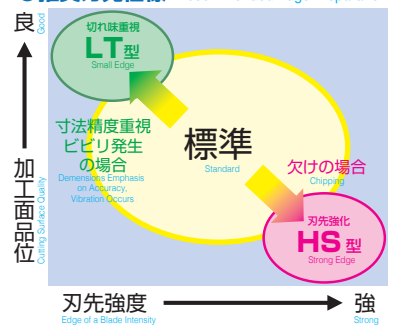 良
Good
切れ味重視
LT型
Small Edge
寸法精度重視
ビビリ発生
の場合
Demensions Emphasis
on Accuracy,
Vibration Occurs
標準
Standard
欠けの場合
Chipping
刃先強化
HS型
Strong Edge
加工面品位
Cutting Surface Quality
刃先強度
Edge of a Blade Intensity
強
Strong